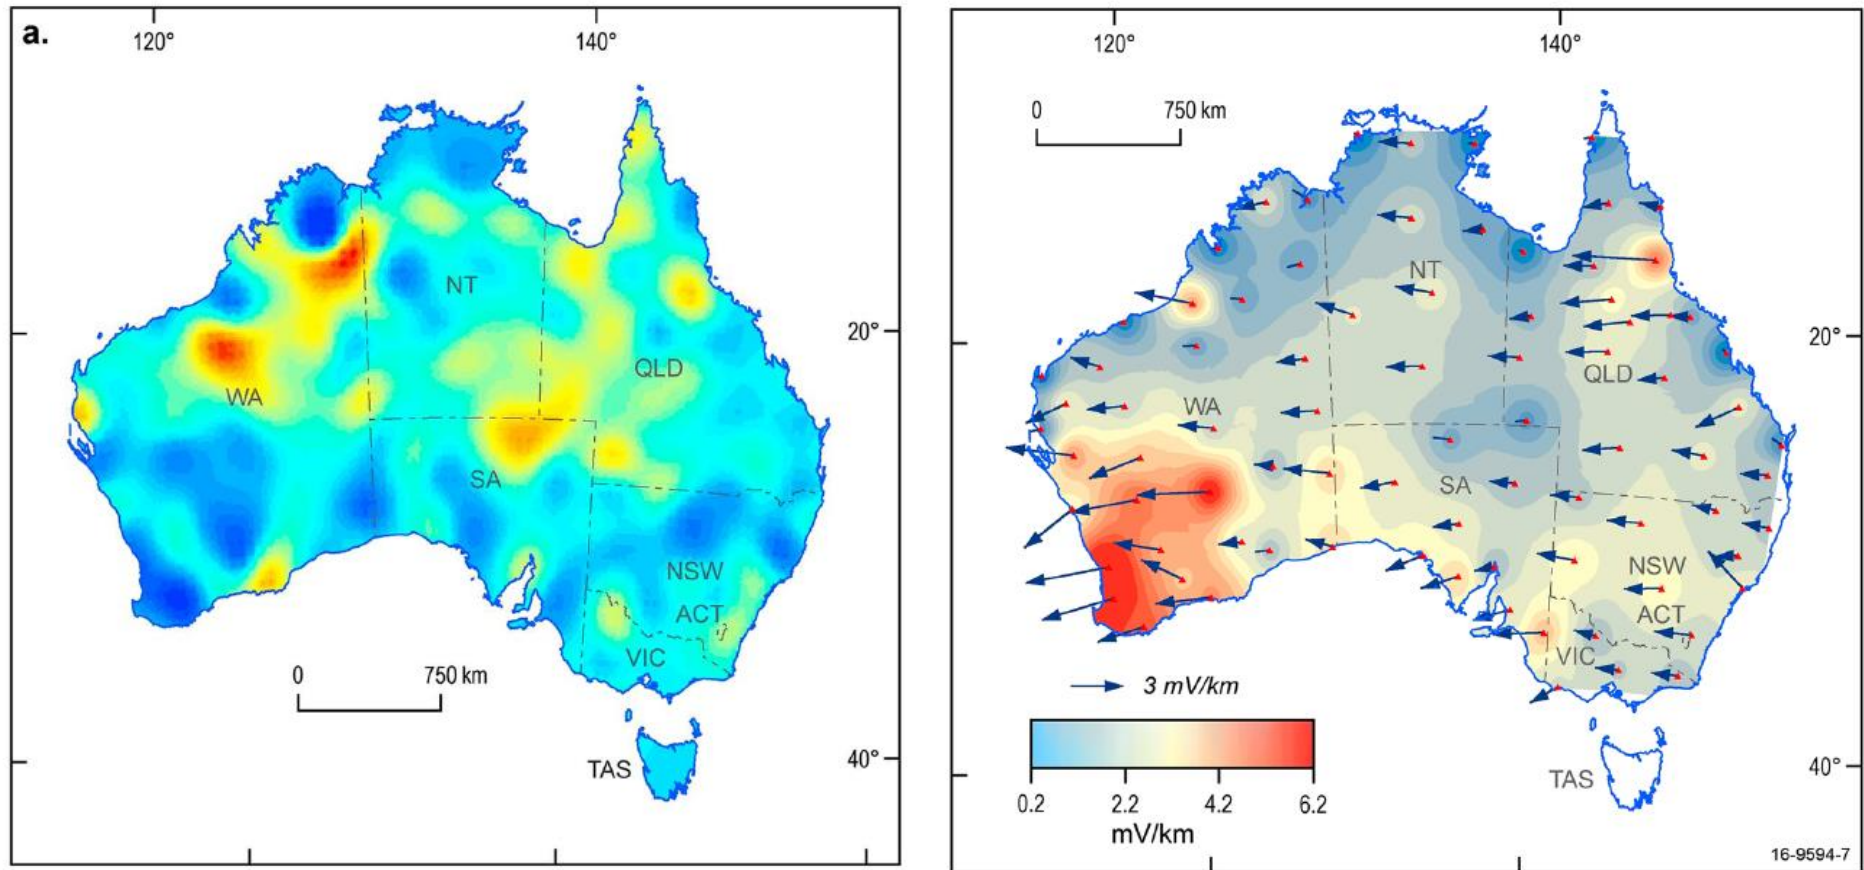 a.
120°
140°
NT
20°
QLD
WA
SA
NSW
ACT
VIC
0 750 km
TAS
40°
120°
140°
0 750 km
NT
20°
QLD
WA
SA
NSW
ACT
VIC
3 mV/km
0.2 2.2 4.2 6.2
mV/km
TAS
40°
16-9594-7